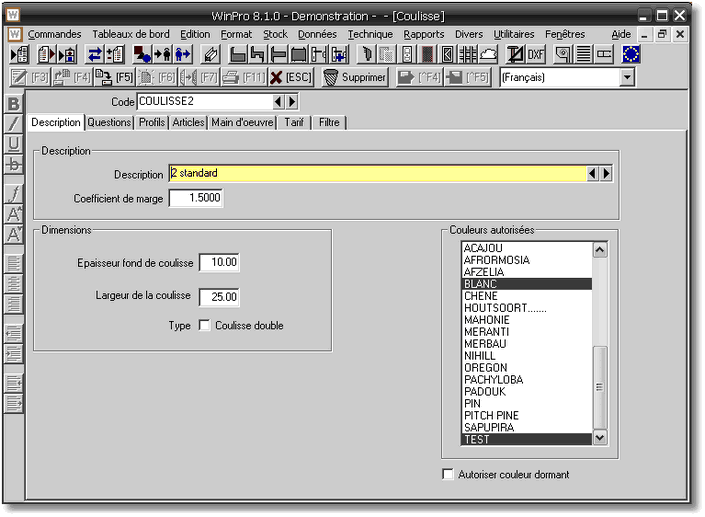 WinPro 8.1.0 - Demonstration - - [Coulisse]
Commandes Tableaux de bord Edition Format Stock Données Technique Rapports Divers Utilitaires Fenêtres Aide
DXF
[F3] [F4] [F5] [F6] [F7] [F11] [ESC] Supprimer [^F4] [^F5] (Français)
B
I
U
b
Code COULISSE2
Description Questions Profils Articles Main d'oeuvre Tarif Filtre
Description
Description 2 standard
Coefficient de marge 1.5000
Dimensions
Epaisseur fond de coulisse 10.00
Largeur de la coulisse 25.00
Type Coulisse double
Couleurs autorisées
ACAJOU
AFRORMOSIA
AFZELIA
BLANC
CHENE
HOUTSOORT.......
MAHONIE
MERANTI
MERBAU
NIHILL
OREGON
PACHYLOBA
PADOUK
PIN
PITCH PINE
SAPUPIRA
TEST
Autoriser couleur dormant